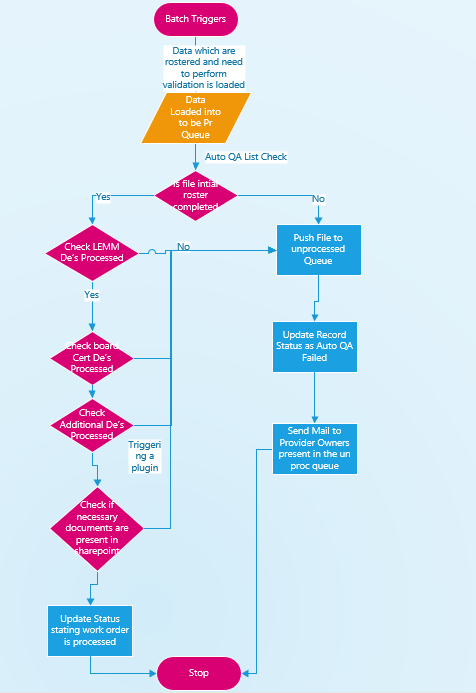 Batch Triggers
Data which are
rostered and need
to perform
validation is loaded
Data
Loaded into
to be Pr
Queue
Auto QA List Check
is file intial
roster
completed
Yes
No
Check LEMM
De's Processed
No
Push File to
unprocessed
Queue
Yes
Update Record
Status as Auto QA
Failed
Check board
Cert De's
Processed
Check
Additional De's
Processed
Triggeri
ng a
plugin
Send Mail to
Provider Owners
present in the un
proc queue
Check if
necessary
documents are
present in
sharepoint
Update Status
stating work order
is processed
Stop